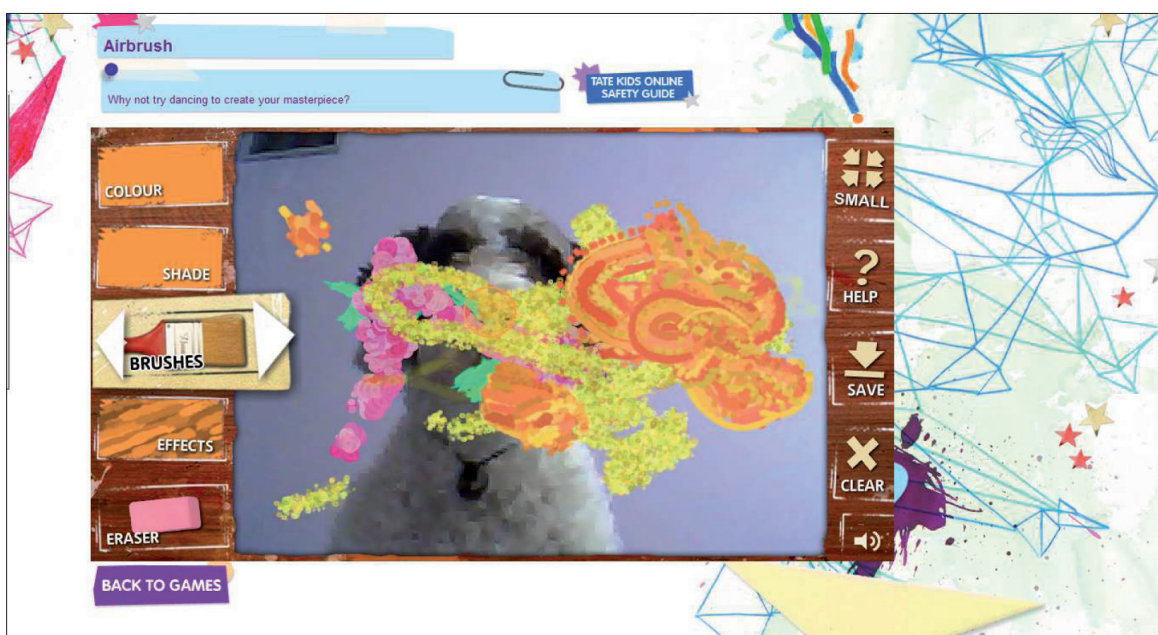 Airbrush
Why not try dancing to create your masterpiece?
TATE KIDS ONLINE
SAFETY GUIDE
COLOUR
SHADE
BRUSHES
EFFECTS
ERASER
SMALL
?
HELP
SAVE
CLEAR
BACK TO GAMES